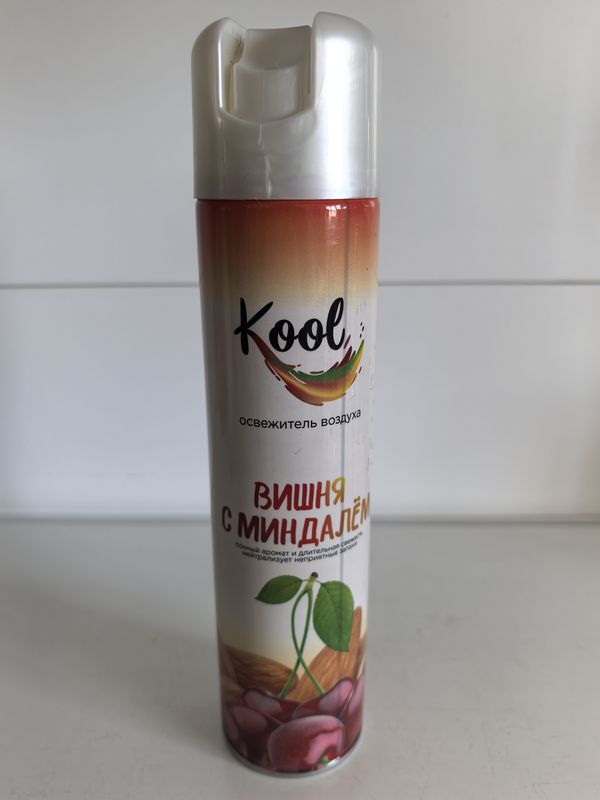 Kool
освежитель воздуха
ВИШНЯ
С МИНДАЛЁМ
сочный аромат и длительная свежесть
нейтрализует неприятные запахи